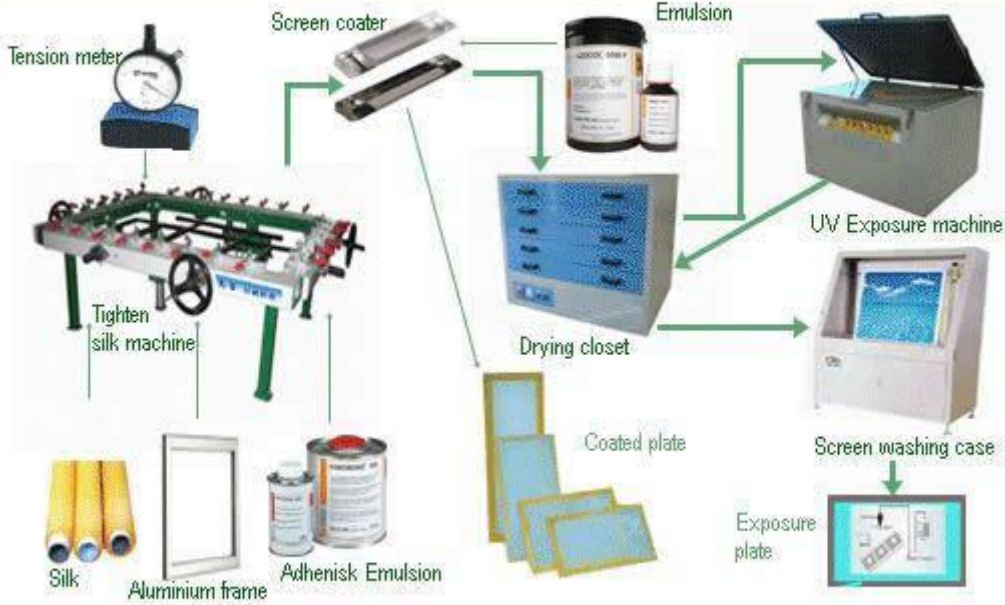 Screen coater
Emulsion
Tension meter
UV Exposure machine
Tighten
silk machine
Drying closet
Coated plate
Screen washing case
Exposure
plate
Silk
Aluminium frame
Adhenisk Emulsion